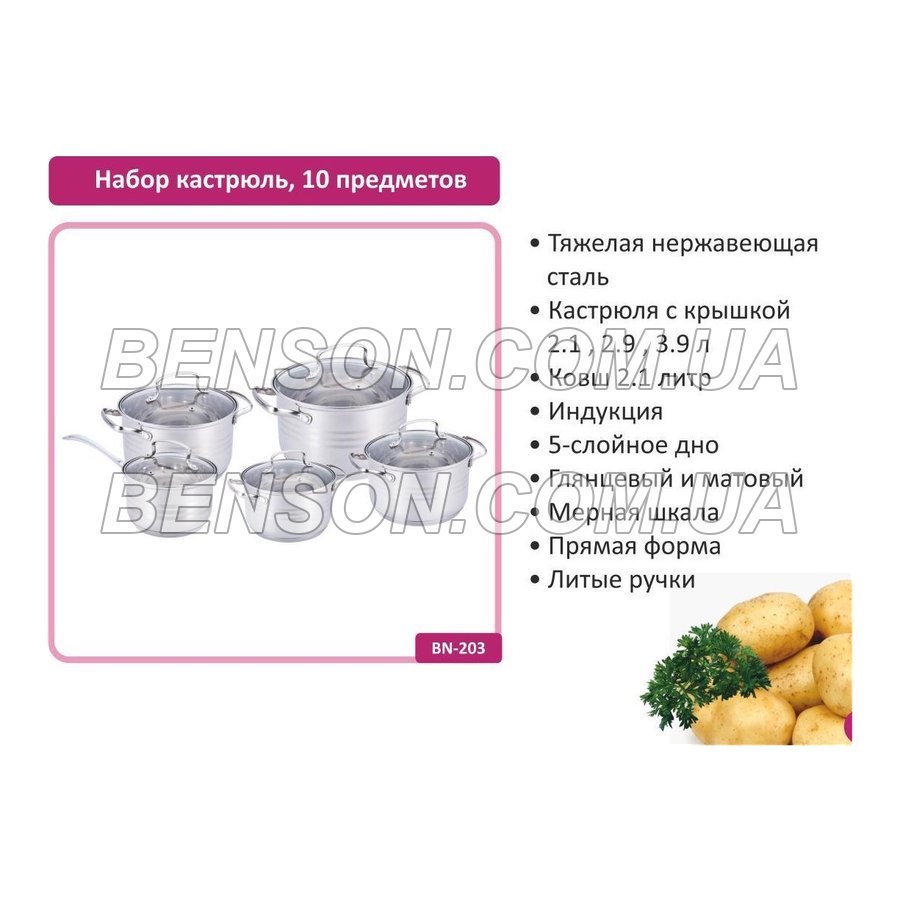 Набор кастрюль, 10 предметов
• Тяжелая нержавеющая
сталь
• Кастрюля с крышкой
2.1 , 2.9 , 3.9 л
• Ковш 2.1 литр
• Индукция
• 5-слойное дно
• Глянцевый и матовый
• Мерная шкала
• Прямая форма
• Литые ручки
BENSON.COM.UA
BENSON.COM.UA
BN-203